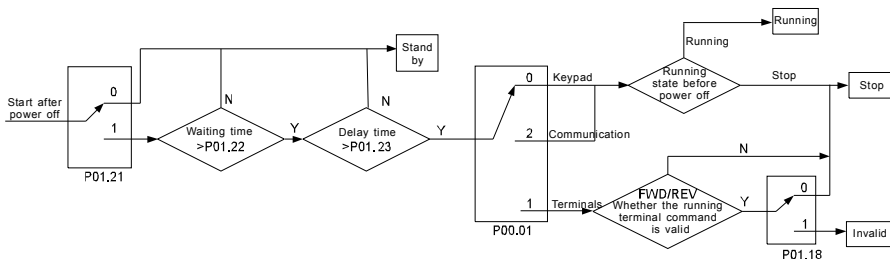 Start after
power off
0
1
P01.21
N
Waiting time
>P01.22
Y
N
Delay time
>P01.23
Y
Stand
by
0
Keypad
2
Communication
1
Terminals
P00.01
Running
Running
Running
state before
power off
Stop
Stop
N
FWD/REV
Whether the running
terminal command
is valid
Y
0
1
P01.18
Invalid